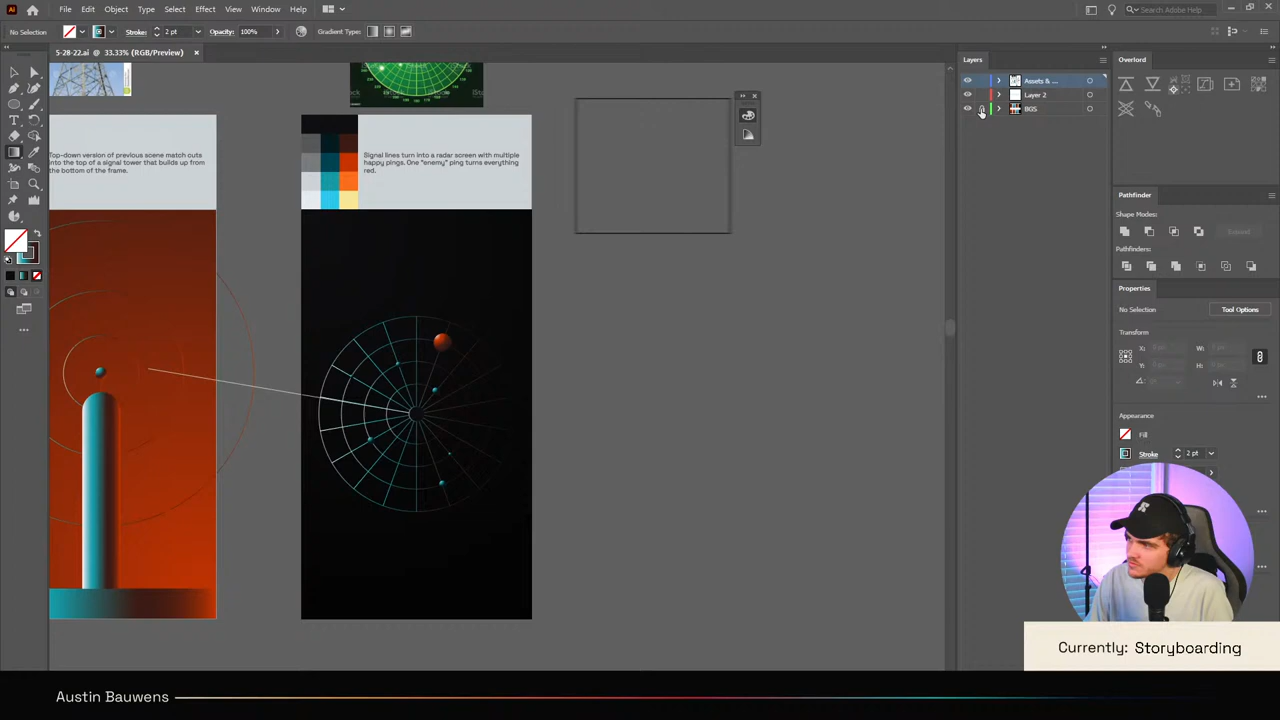 File Edit Object Type Select Effect View Window Help
No Selection Stroke: 2 pt Opacity: 100% Gradient Type:
5-28-22.ai @ 33.33% (RGB/Preview)
Top-down version of previous scene match cuts
into the top of a signal tower that builds up from
the bottom of the frame.
Signal lines turn into a radar screen with multiple
happy pings. One "enemy" ping turns everything
red.
Layers
Assets & ...
Layer 2
BGS
Overlord
Pathfinder
Shape Modes:
Expand
Pathfinders:
Properties
No Selection Tool Options
Transform
X: W:
Y: H:
Appearance
Fill
Stroke 2 pt
Currently: Storyboarding
Austin Bauwens